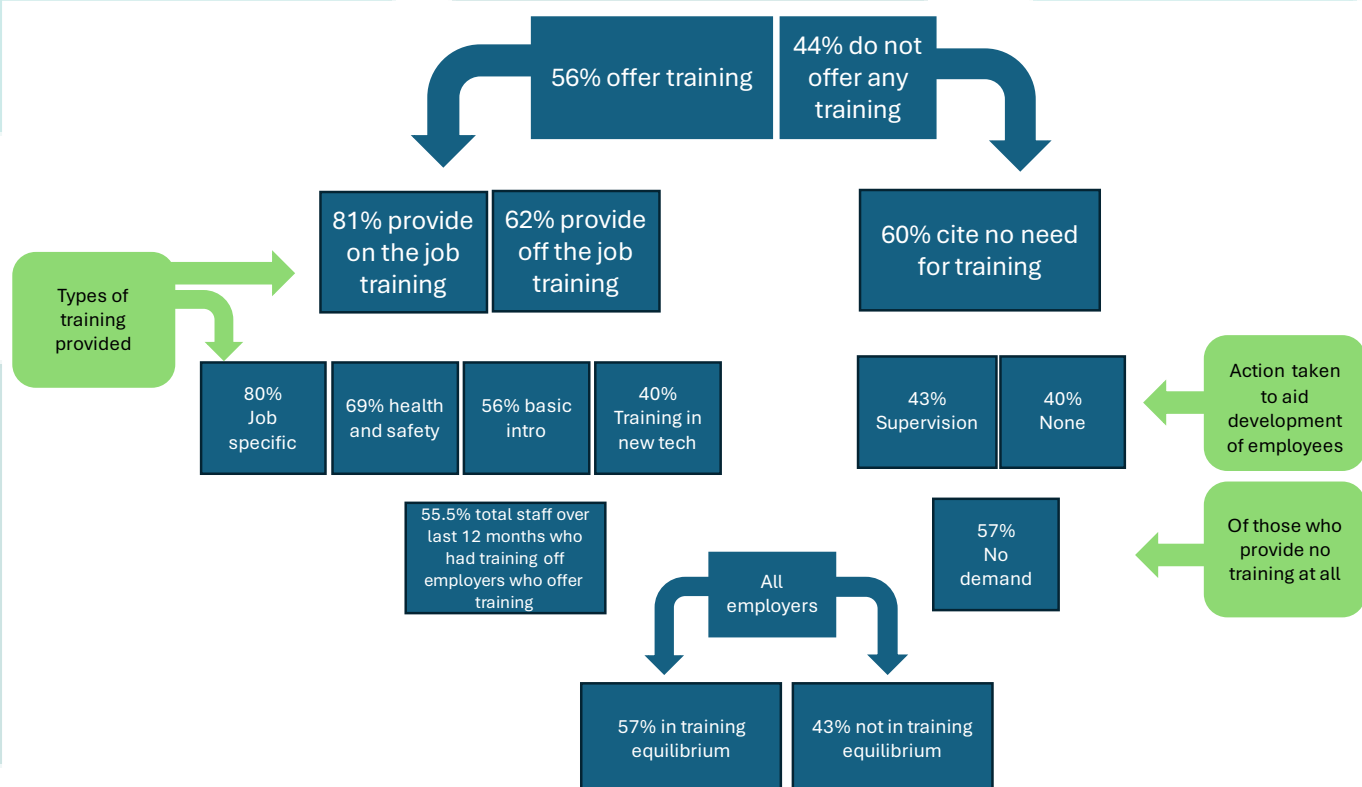 56% offer training
44% do not
offer any
training
81% provide
on the job
training
62% provide
off the job
training
60% cite no need
for training
Types of
training
provided
80%
Job
specific
69% health
and safety
56% basic
intro
40%
Training in
new tech
43%
Supervision
40%
None
Action taken
to aid
development
of employees
55.5% total staff over
last 12 months who
had training off
employers who offer
training
57%
No
demand
Of those who
provide no
training at all
All
employers
57% in training
equilibrium
43% not in training
equilibrium